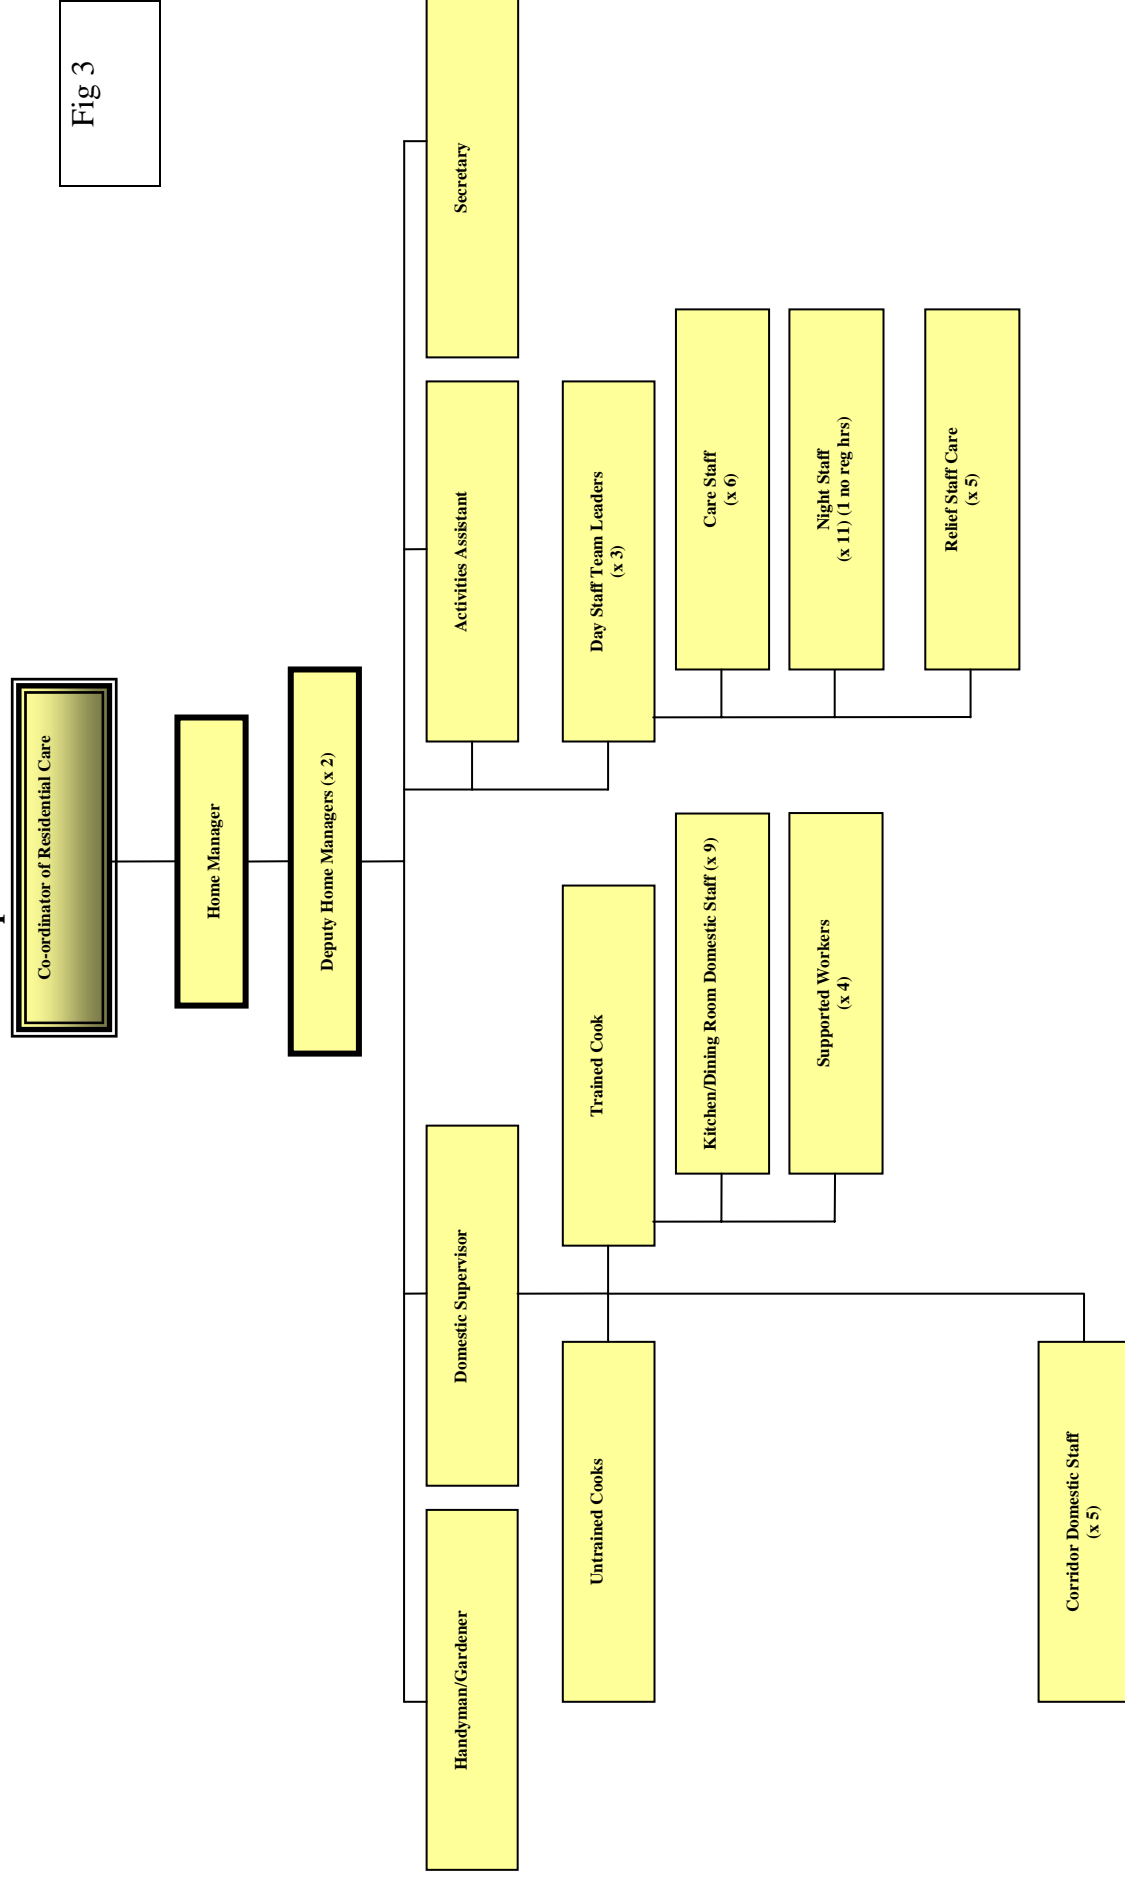 Fig 3
Co-ordinator of Residential Care
Home Manager
Deputy Home Managers (x 2)
Handyman/Gardener
Domestic Supervisor
Activities Assistant
Secretary
Untrained Cooks
Trained Cook
Day Staff Team Leaders
(x 3)
Kitchen/Dining Room Domestic Staff (x 9)
Care Staff
(x 6)
Supported Workers
(x 4)
Night Staff
(x 11) (1 no reg hrs)
Relief Staff Care
(x 5)
Corridor Domestic Staff
(x 5)